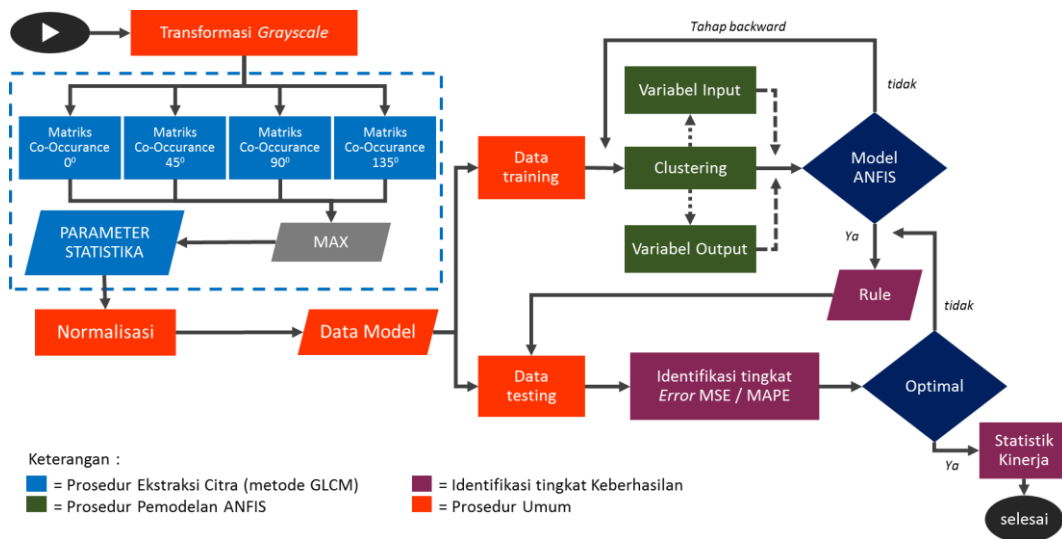 Transformasi Grayscale
Matriks
Co-Occurance
0⁰
Matriks
Co-Occurance
45⁰
Matriks
Co-Occurance
90⁰
Matriks
Co-Occurance
135⁰
PARAMETER
STATISTIKA
MAX
Normalisasi
Data Model
Tahap backward
tidak
Variabel Input
Data
training
Clustering
Model
ANFIS
Variabel Output
Ya
Rule
tidak
Data
testing
Identifikasi tingkat
Error MSE / MAPE
Optimal
Ya
Statistik
Kinerja
selesai
Keterangan :
= Prosedur Ekstraksi Citra (metode GLCM)
= Prosedur Pemodelan ANFIS
= Identifikasi tingkat Keberhasilan
= Prosedur Umum